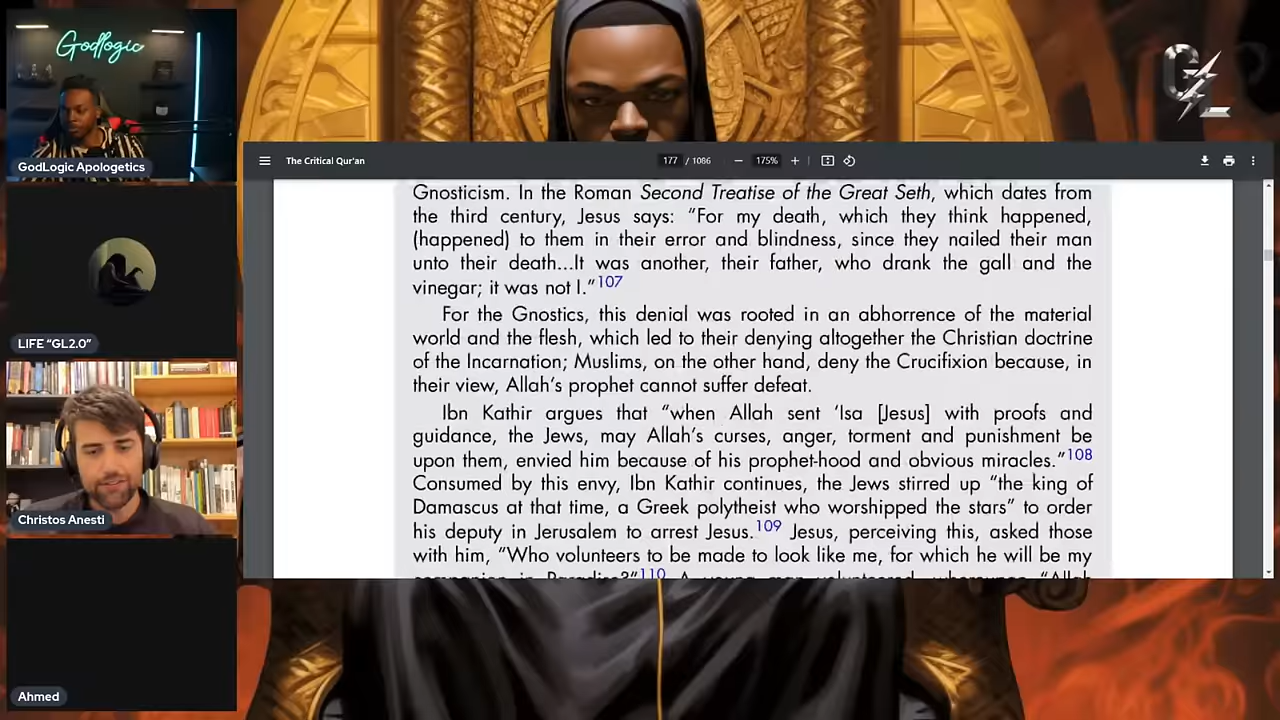 Godlogic
GodLogic Apologetics
LIFE “GL2.0”
Christos Anesti
Ahmed
The Critical Qur'an
177 / 1086
175%
Gnosticism. In the Roman Second Treatise of the Great Seth, which dates from
the third century, Jesus says: “For my death, which they think happened,
(happened) to them in their error and blindness, since they nailed their man
unto their death...It was another, their father, who drank the gall and the
vinegar; it was not I.”107
For the Gnostics, this denial was rooted in an abhorrence of the material
world and the flesh, which led to their denying altogether the Christian doctrine
of the Incarnation; Muslims, on the other hand, deny the Crucifixion because, in
their view, Allah’s prophet cannot suffer defeat.
Ibn Kathir argues that “when Allah sent ‘Isa [Jesus] with proofs and
guidance, the Jews, may Allah’s curses, anger, torment and punishment be
upon them, envied him because of his prophet-hood and obvious miracles.”108
Consumed by this envy, Ibn Kathir continues, the Jews stirred up “the king of
Damascus at that time, a Greek polytheist who worshipped the stars” to order
his deputy in Jerusalem to arrest Jesus.109 Jesus, perceiving this, asked those
with him, “Who volunteers to be made to look like me, for which he will be my
companion in Paradise?”110 A young man volunteered, whereupon “Allah